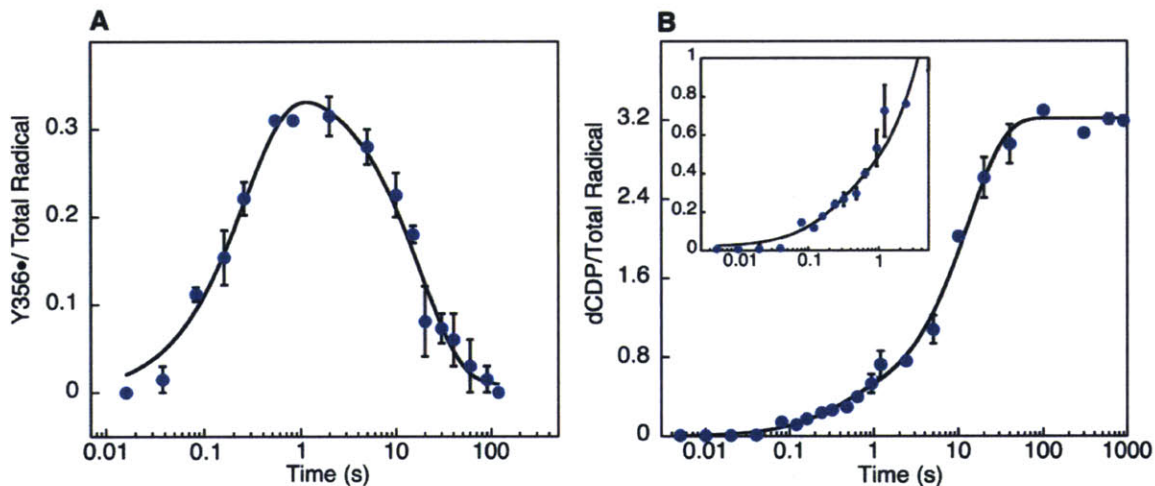 A
Y356•/ Total Radical
0.3
0.2
0.1
0
0.01 0.1 1 10 100
Time (s)
B
dCDP/Total Radical
3.2
2.4
1.6
0.8
0
0.01 0.1 1 10 100 1000
Time (s)
1
0.8
0.6
0.4
0.2
0
0.01 0.1 1